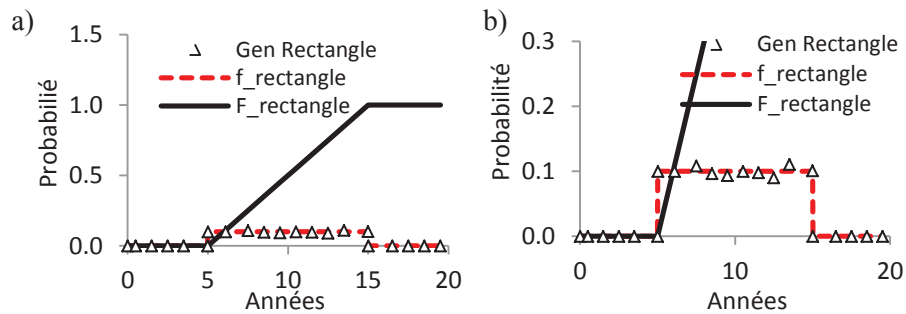 a)
Probabilié
1.5
1.0
0.5
0.0
Gen Rectangle
f_rectangle
F_rectangle
0 5 10 15 20
Années
b)
Probabilité
0.3
0.2
0.1
0.0
Gen Rectangle
f_rectangle
F_rectangle
0 10 20
Années